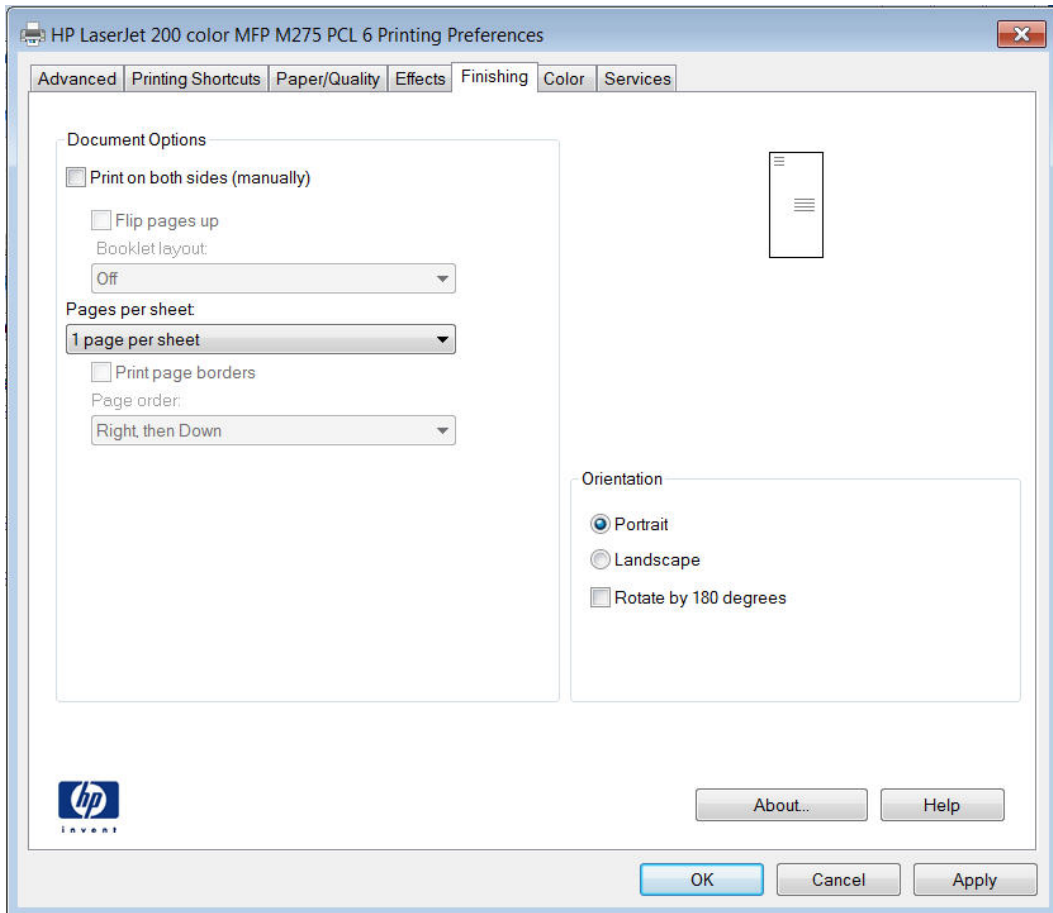 HP LaserJet 200 color MFP M275 PCL 6 Printing Preferences
Advanced Printing Shortcuts Paper/Quality Effects Finishing Color Services
Document Options
Print on both sides (manually)
Flip pages up
Booklet layout:
Off
Pages per sheet:
1 page per sheet
Print page borders
Page order:
Right, then Down
Orientation
Portrait
Landscape
Rotate by 180 degrees
hp
invent
About... Help
OK Cancel Apply